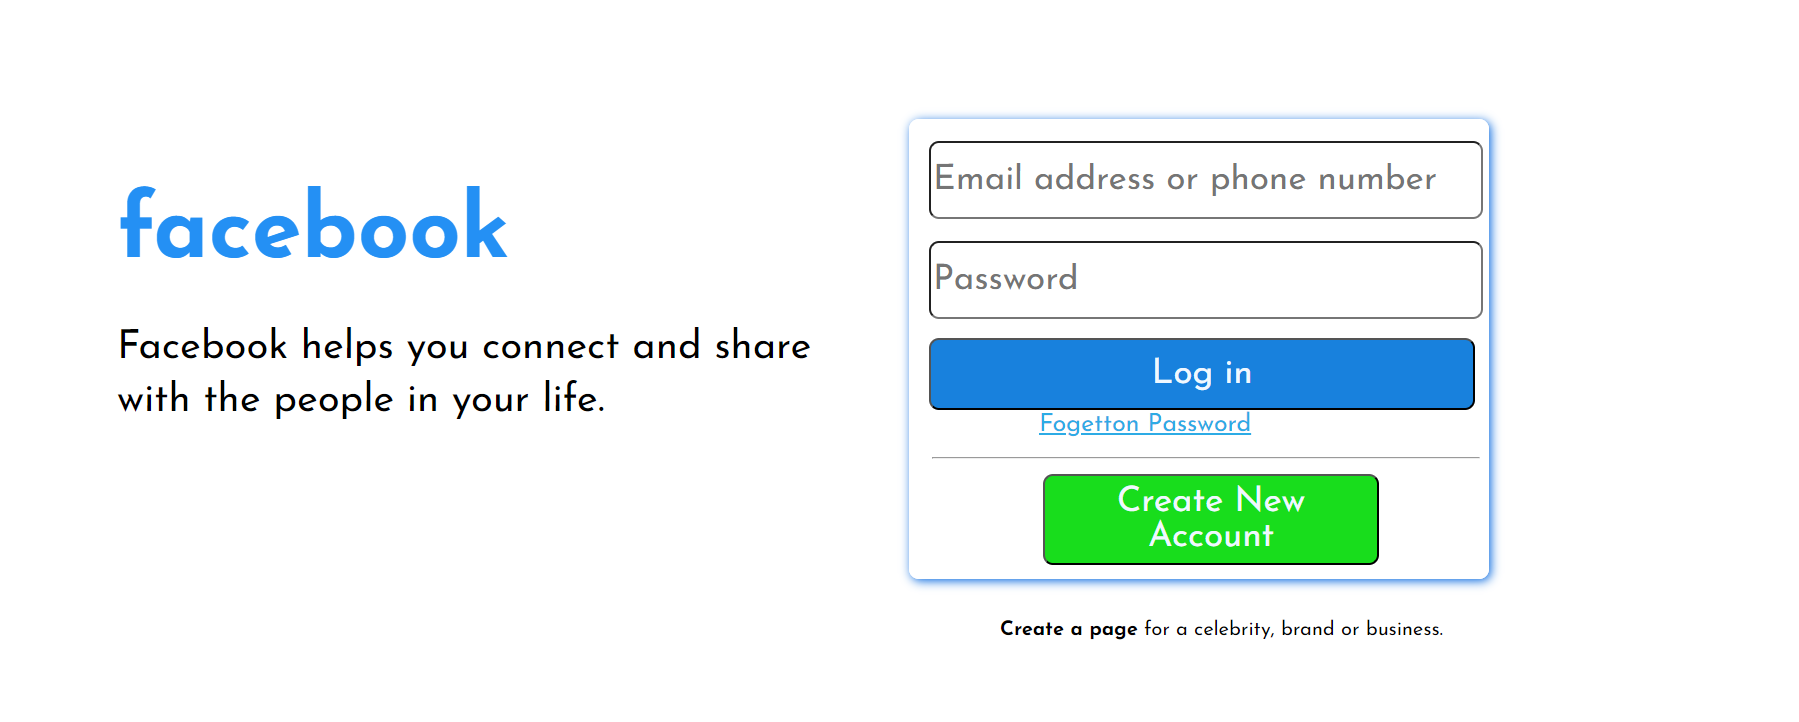 facebook
Facebook helps you connect and share
with the people in your life.
Email address or phone number
Password
Log in
Fogetton Password
Create New
Account
Create a page for a celebrity, brand or business.